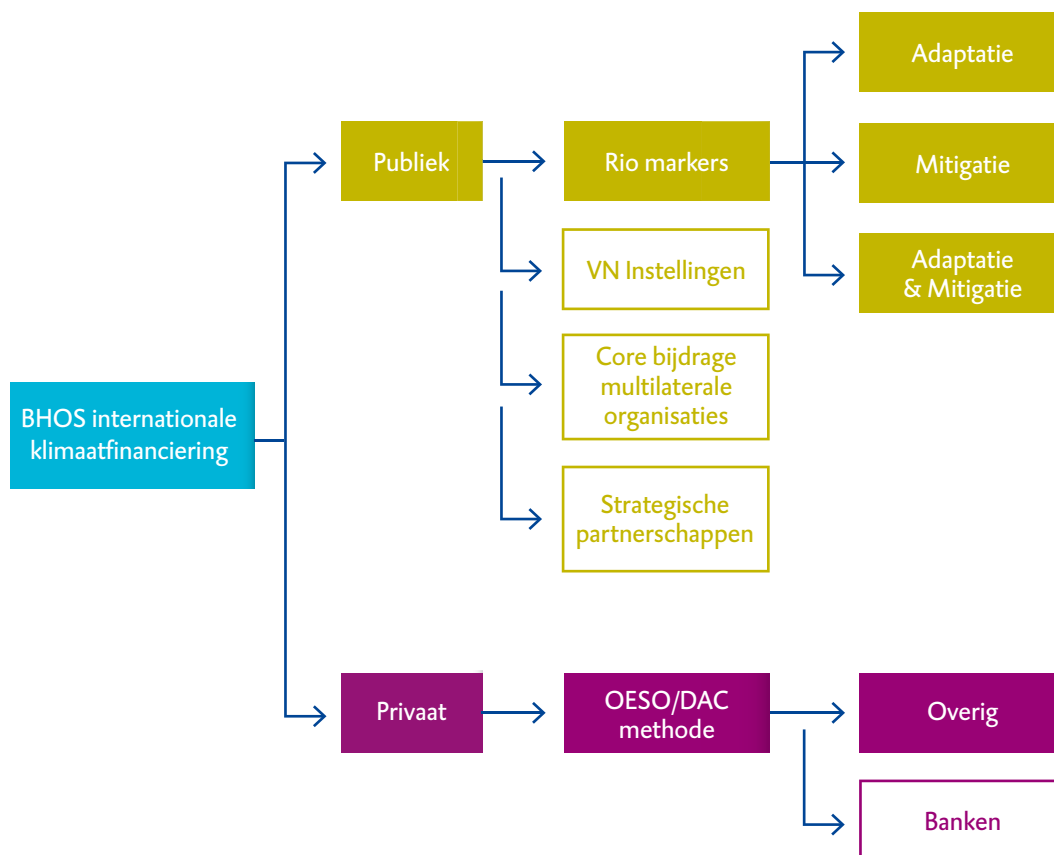 Adaptatie
Publiek
Rio markers
Mitigatie
VN Instellingen
Adaptatie
& Mitigatie
Core bijdrage
multilaterale
organisaties
BHOS internationale
klimaatfinanciering
Strategische
partnerschappen
Privaat
OESO/DAC
methode
Overig
Banken